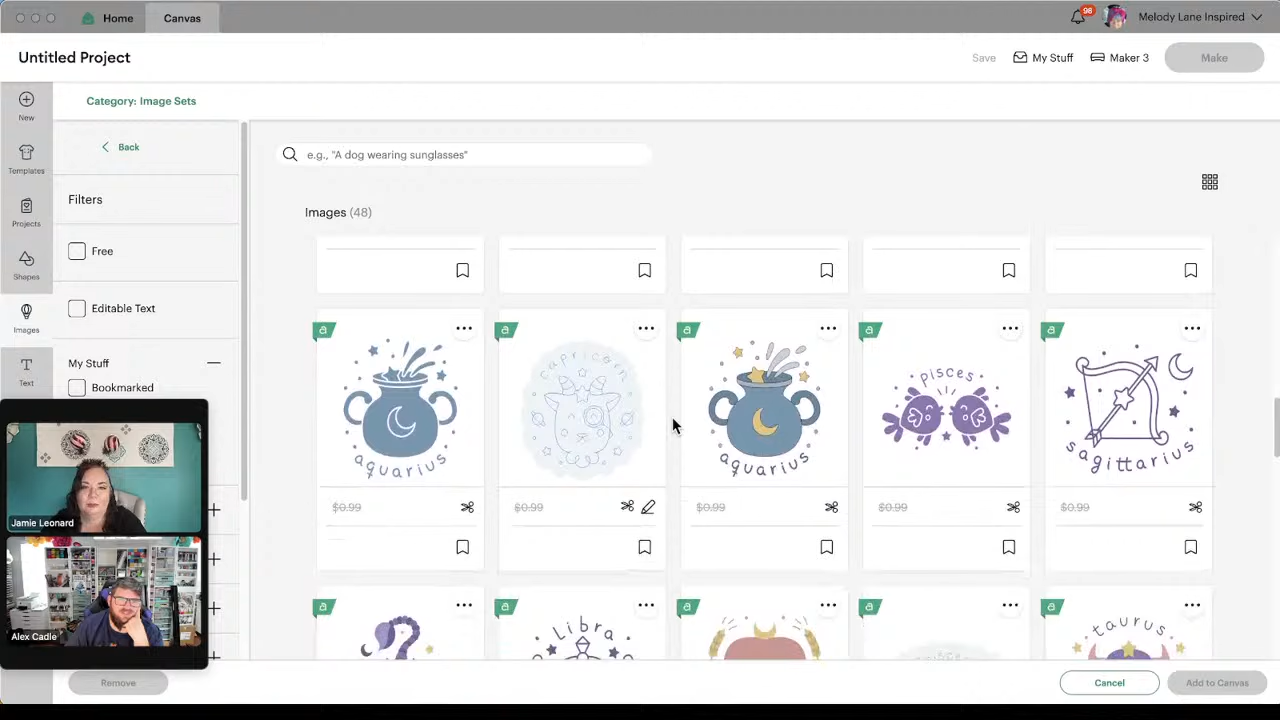 Home
Canvas
98
Melody Lane Inspired
Untitled Project
Save
My Stuff
Maker 3
Make
Category: Image Sets
New
Templates
Projects
Shapes
Images
Text
Back
Filters
Free
Editable Text
My Stuff
Bookmarked
e.g., "A dog wearing sunglasses"
Images (48)
a a a a a
aquarius
capricorn
aquarius
pisces
sagittarius
$0.99
$0.99
$0.99
$0.99
$0.99
a a a a a
Libra
taurus
Jamie Leonard
Alex Cadle
Remove
Cancel
Add to Canvas